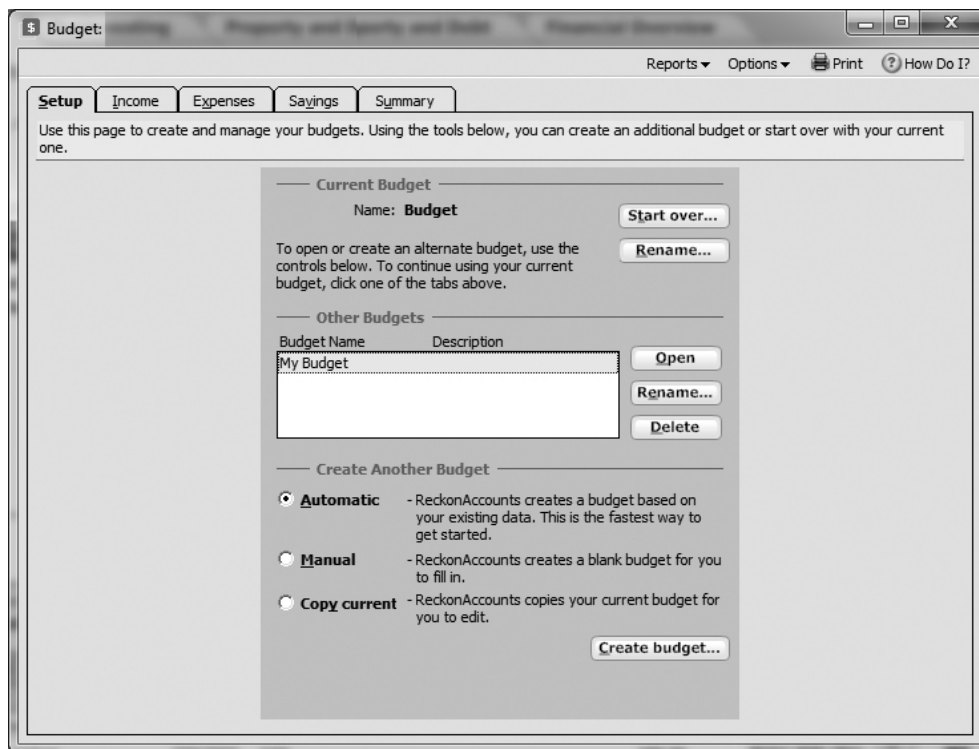 Budget:
Reports Options Print How Do I?
Setup Income Expenses Savings Summary
Use this page to create and manage your budgets. Using the tools below, you can create an additional budget or start over with your current
one.
Current Budget
Name: Budget
Start over...
To open or create an alternate budget, use the
controls below. To continue using your current
budget, click one of the tabs above.
Rename...
Other Budgets
Budget Name Description
My Budget
Open
Rename...
Delete
Create Another Budget
Automatic - ReckonAccounts creates a budget based on
your existing data. This is the fastest way to
get started.
Manual - ReckonAccounts creates a blank budget for you
to fill in.
Copy current - ReckonAccounts copies your current budget for
you to edit.
Create budget...